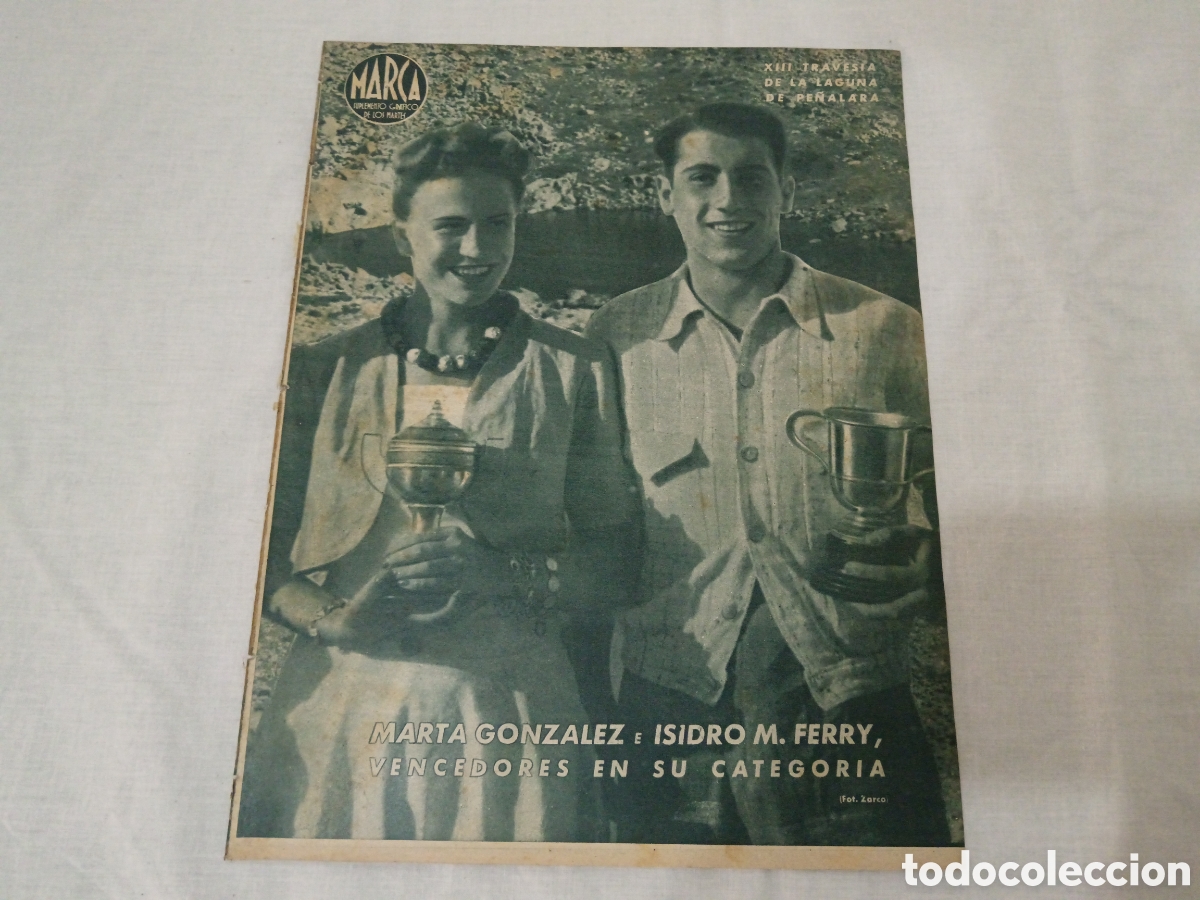 MARCA
SUPLEMENTO GRÁFICO
DE LOS MARTES
XIII TRAVESIA
DE LA LAGUNA
DE PEÑALARA
MARTA GONZALEZ E ISIDRO M. FERRY,
VENCEDORES EN SU CATEGORIA
(Fot. Zarco)
todocoleccion